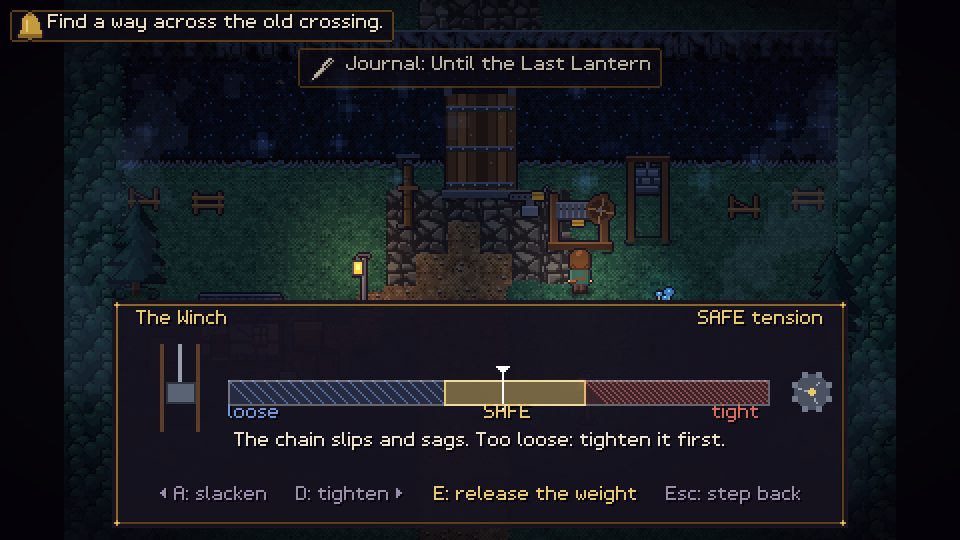 Find a way across the old crossing.
Journal: Until the Last Lantern
The Winch
SAFE tension
loose
SAFE
tight
The chain slips and sags. Too loose: tighten it first.
A: slacken
D: tighten
E: release the weight
Esc: step back